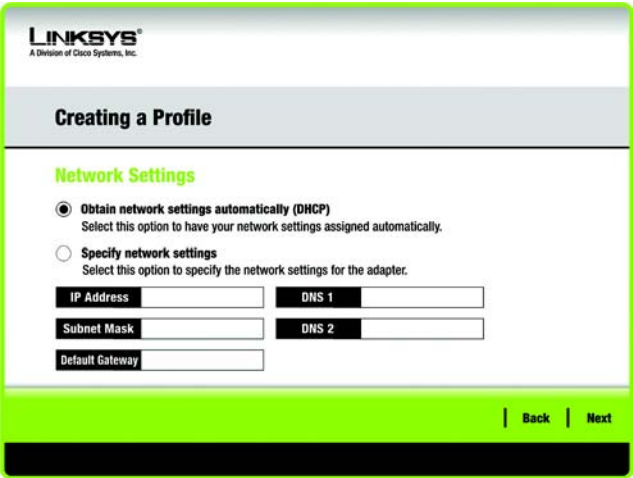 LINKSYS®
A Division of Cisco Systems, Inc.
Creating a Profile
Network Settings
Obtain network settings automatically (DHCP)
Select this option to have your network settings assigned automatically.
Specify network settings
Select this option to specify the network settings for the adapter.
IP Address DNS 1
Subnet Mask DNS 2
Default Gateway
Back Next